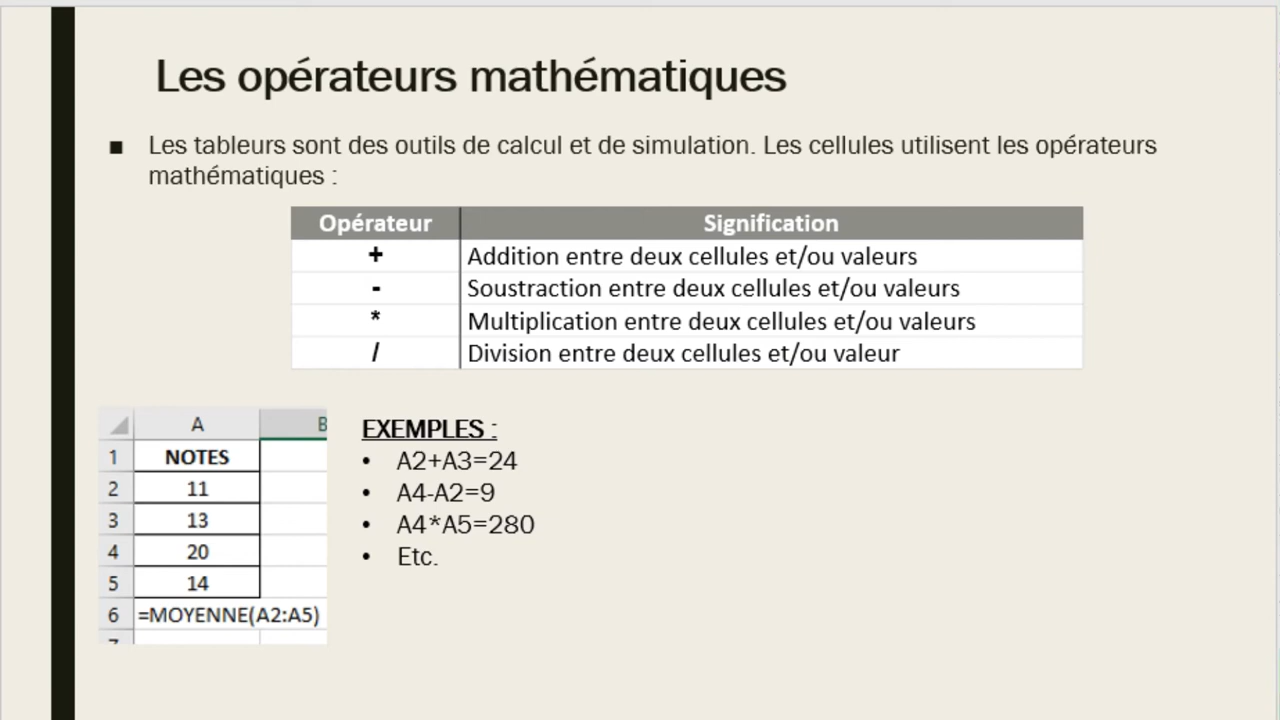 Les opérateurs mathématiques
■ Les tableurs sont des outils de calcul et de simulation. Les cellules utilisent les opérateurs
mathématiques :
Opérateur Signification
+ Addition entre deux cellules et/ou valeurs
- Soustraction entre deux cellules et/ou valeurs
* Multiplication entre deux cellules et/ou valeurs
/ Division entre deux cellules et/ou valeur
A B
1 NOTES
2 11
3 13
4 20
5 14
6 =MOYENNE(A2:A5)
EXEMPLES :
• A2+A3=24
• A4-A2=9
• A4*A5=280
• Etc.